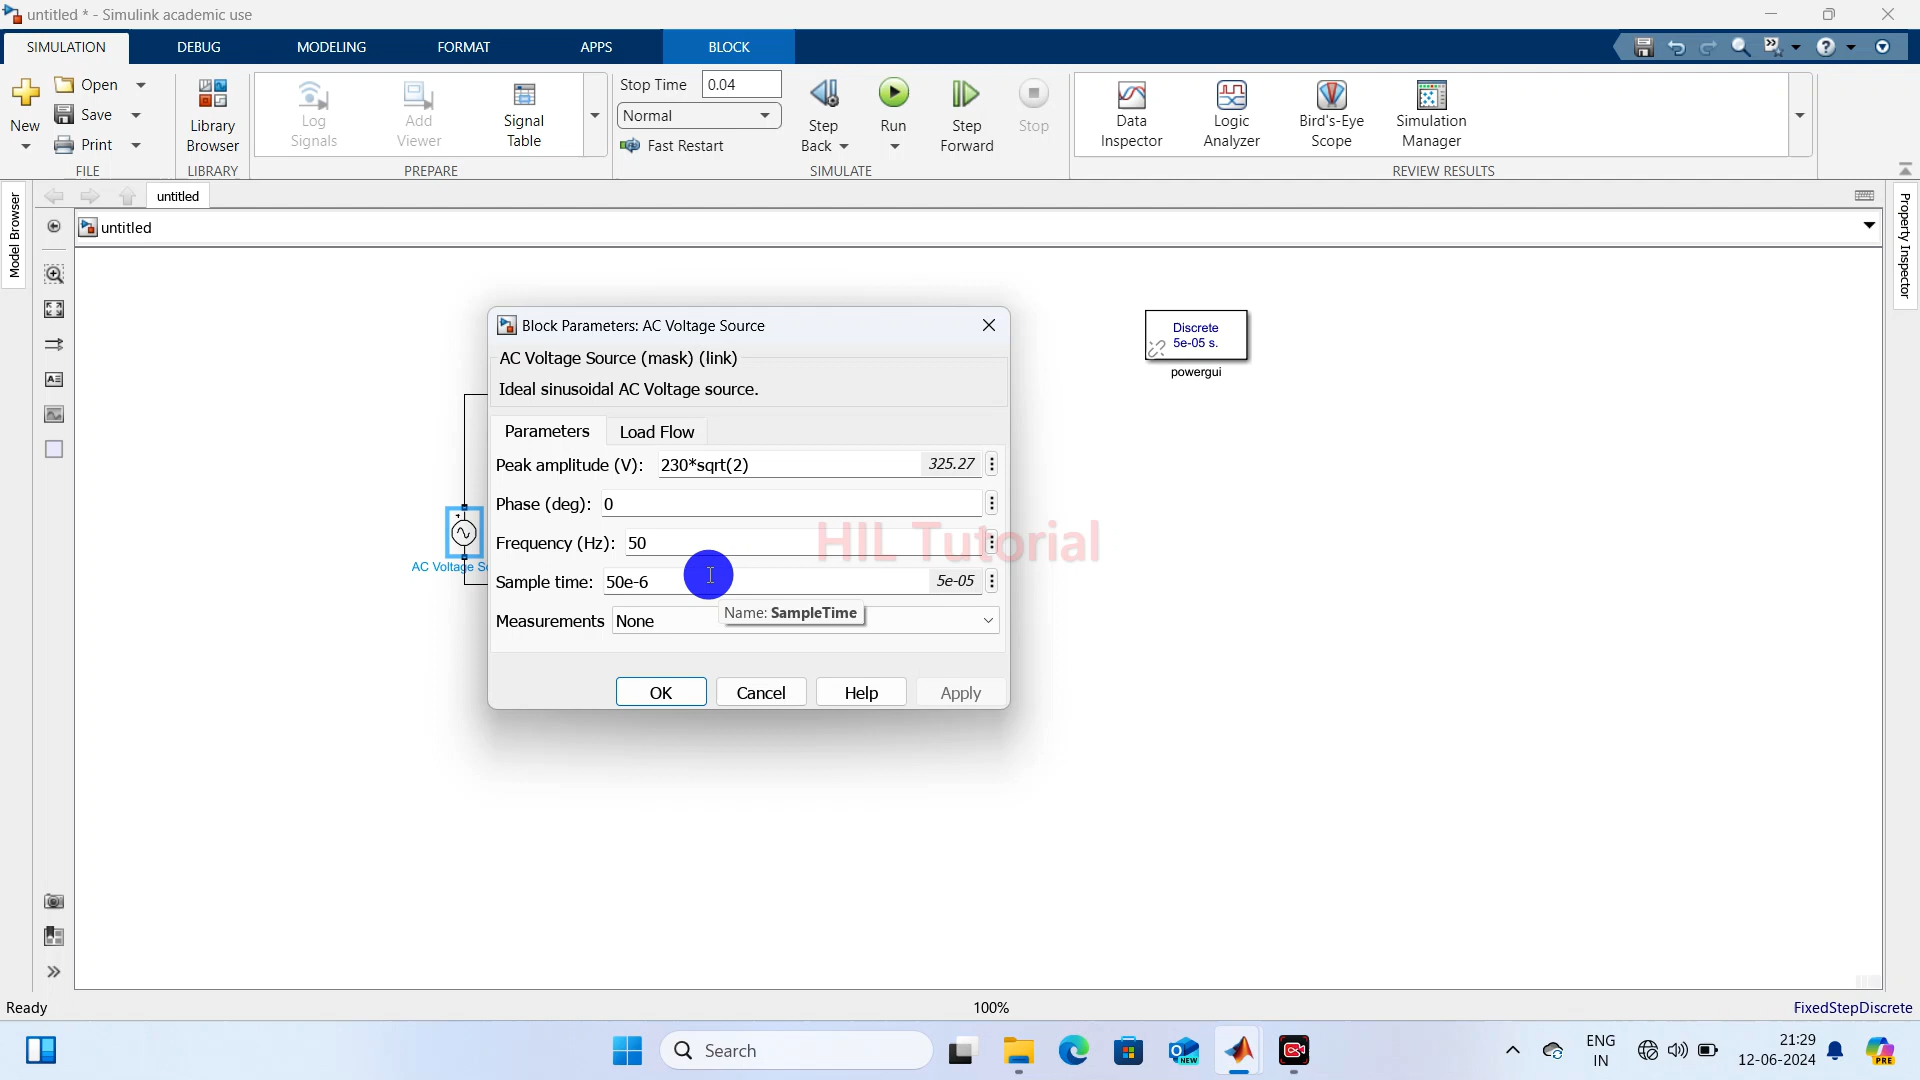 untitled * - Simulink academic use
SIMULATION DEBUG MODELING FORMAT APPS BLOCK
New
Open
Save
Print
FILE
Library Browser
LIBRARY
Log Signals
Add Viewer
Signal Table
PREPARE
Stop Time 0.04
Normal
Fast Restart
Step Back
Run
Step Forward
Stop
SIMULATE
Data Inspector
Logic Analyzer
Bird's-Eye Scope
Simulation Manager
REVIEW RESULTS
Model Browser
untitled
untitled
Property Inspector
Block Parameters: AC Voltage Source
AC Voltage Source (mask) (link)
Ideal sinusoidal AC Voltage source.
Parameters Load Flow
Peak amplitude (V): 230*sqrt(2) 325.27
Phase (deg): 0
Frequency (Hz): 50
Sample time: 50e-6 5e-05
Name: SampleTime
Measurements None
OK Cancel Help Apply
HIL Tutorial
AC Voltage So
Discrete
5e-05 s.
powergui
Ready 100% FixedStepDiscrete
Search
NEW
ENG
IN
21:29
12-06-2024
PRE